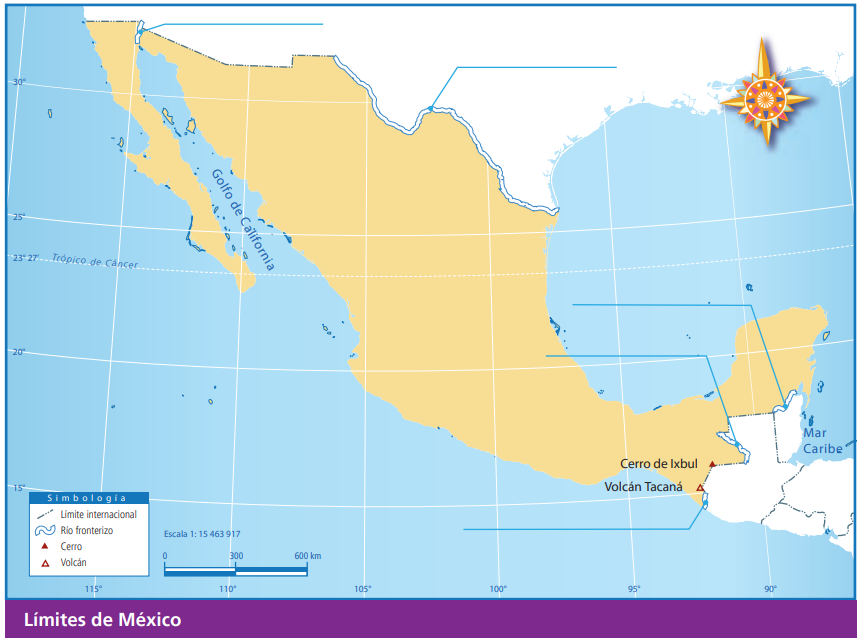 30°
25°
23° 27'
20°
15°
Golfo de California
Trópico de Cáncer
Mar
Caribe
Cerro de Ixbul
Volcán Tacaná
Simbología
Límite internacional
Río fronterizo
Cerro
Volcán
Escala 1: 15 463 917
0 300 600 km
115° 110° 105° 100° 95° 90°
Límites de México